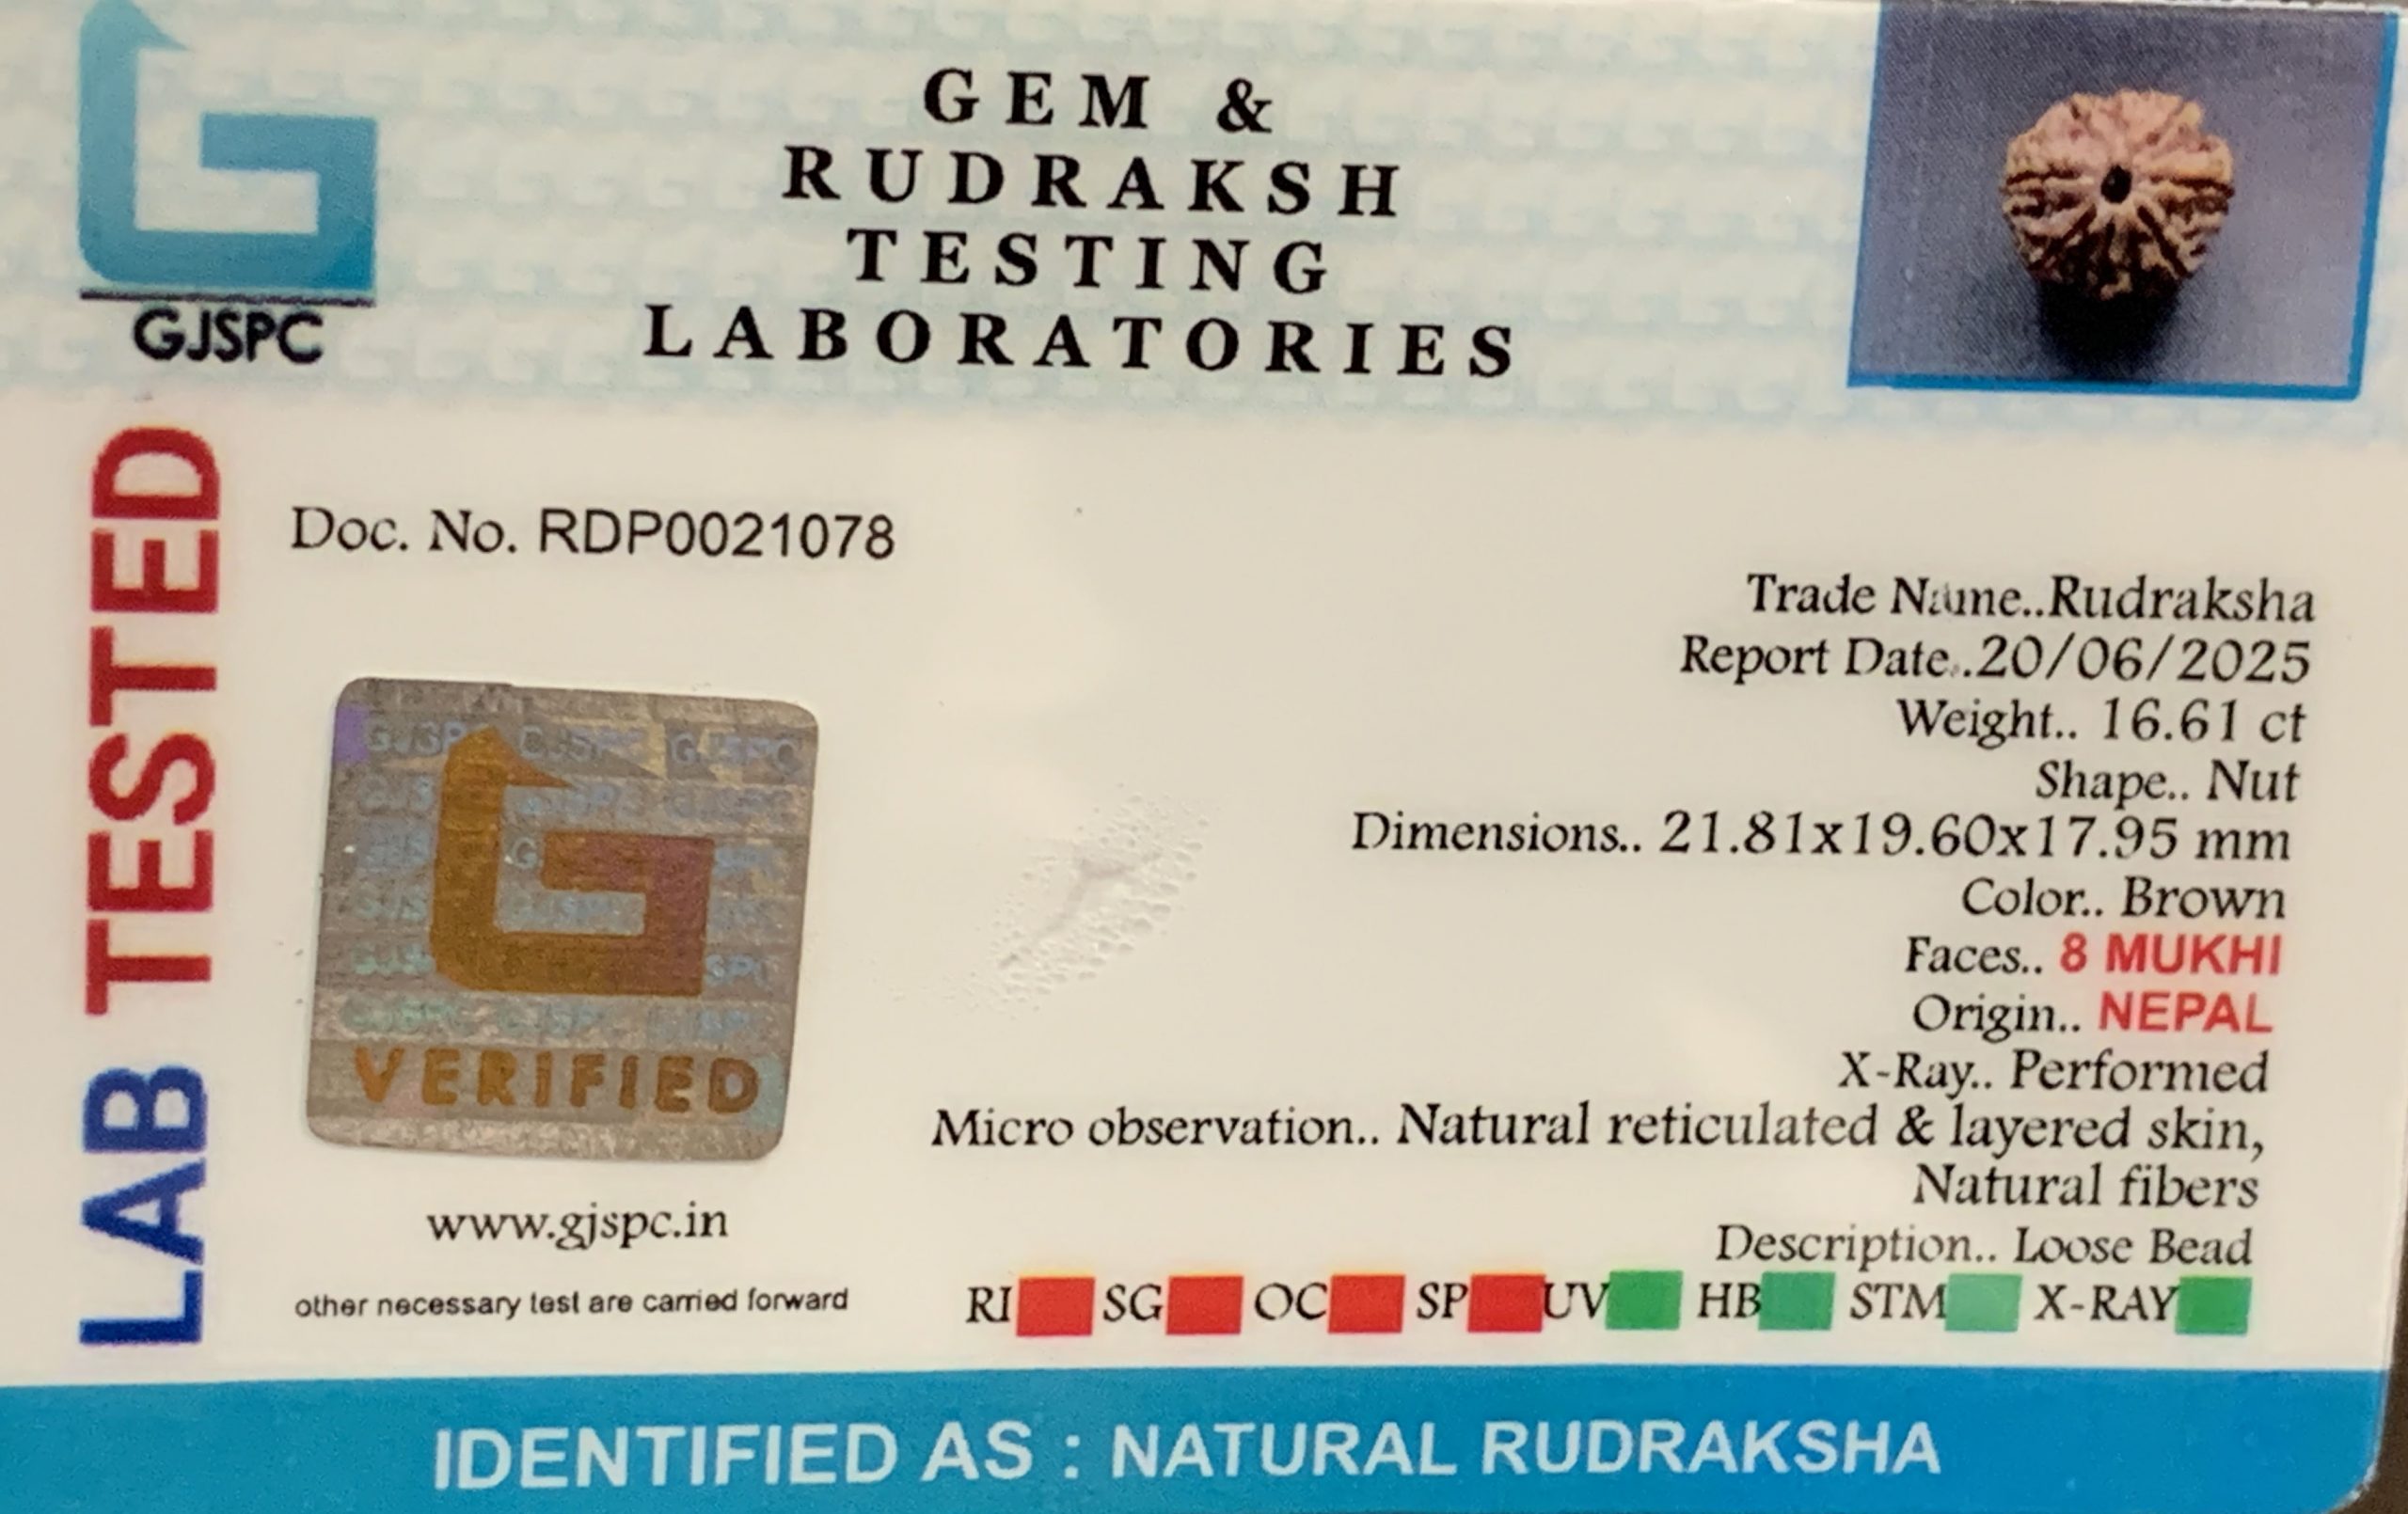 GJSPC
GEM &
RUDRAKSH
TESTING
LABORATORIES
LAB TESTED
Doc. No. RDP0021078
Trade Name..Rudraksha
Report Date..20/06/2025
Weight.. 16.61 ct
Shape.. Nut
Dimensions.. 21.81x19.60x17.95 mm
Color.. Brown
Faces.. 8 MUKHI
Origin.. NEPAL
X-Ray.. Performed
Micro observation.. Natural reticulated & layered skin,
Natural fibers
Description.. Loose Bead
GJSPC GJSPC GJSPC
VERIFIED
www.gjspc.in
other necessary test are carried forward
RI SG OC SP UV HB STM X-RAY
IDENTIFIED AS : NATURAL RUDRAKSHA